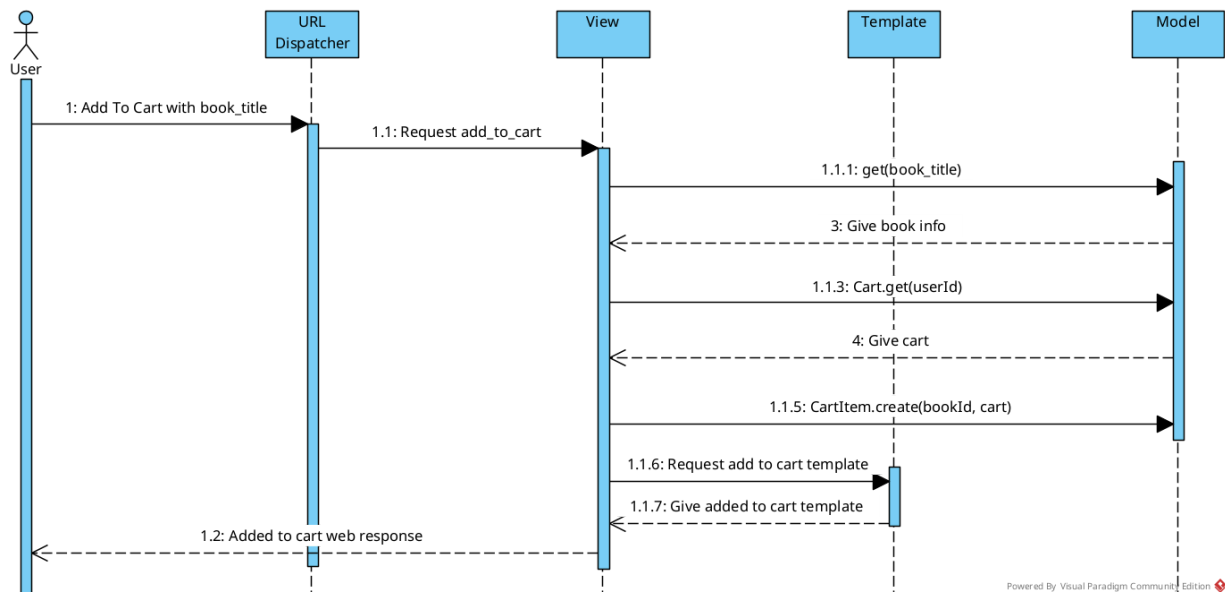 User
URL
Dispatcher
View
Template
Model
1: Add To Cart with book_title
1.1: Request add_to_cart
1.1.1: get(book_title)
3: Give book info
1.1.3: Cart.get(userId)
4: Give cart
1.1.5: CartItem.create(bookId, cart)
1.1.6: Request add to cart template
1.1.7: Give added to cart template
1.2: Added to cart web response
Powered By Visual Paradigm Community Edition